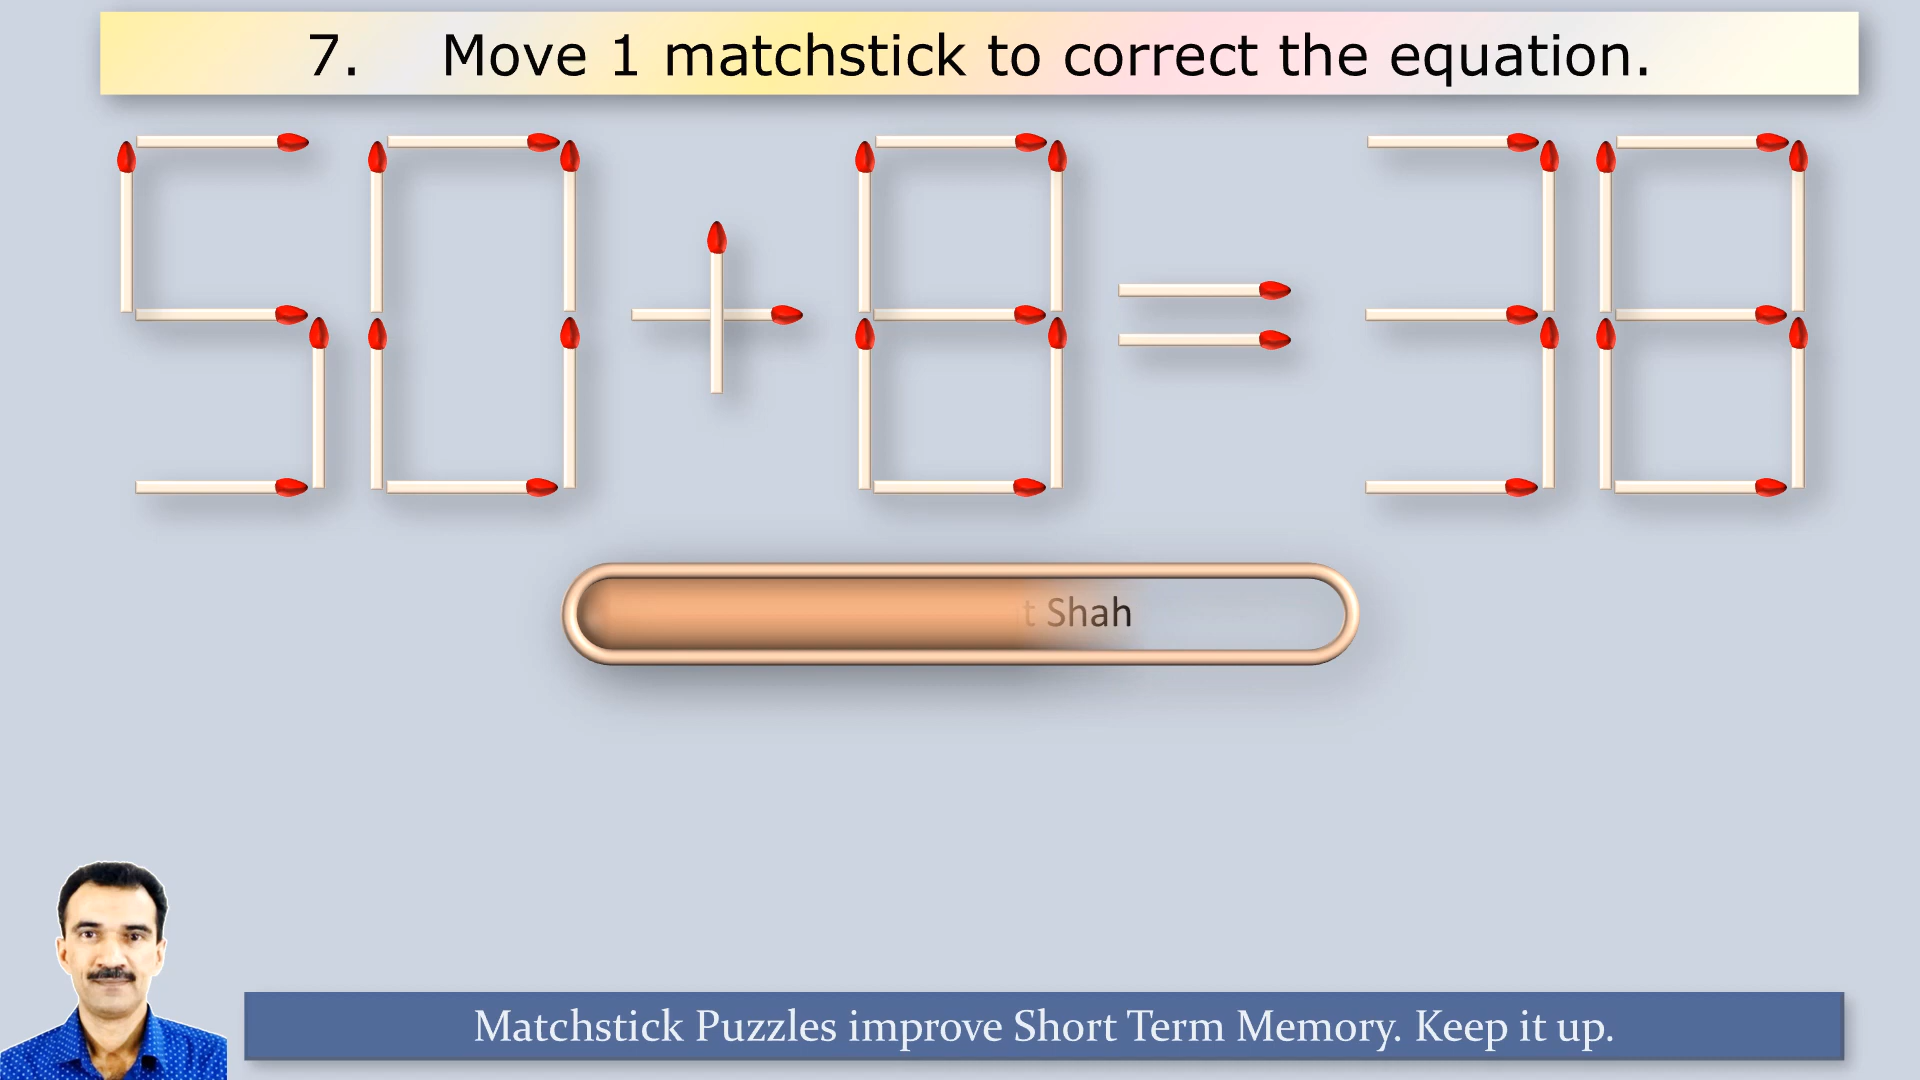 7. Move 1 matchstick to correct the equation.
50+8=38
Shah
Matchstick Puzzles improve Short Term Memory. Keep it up.